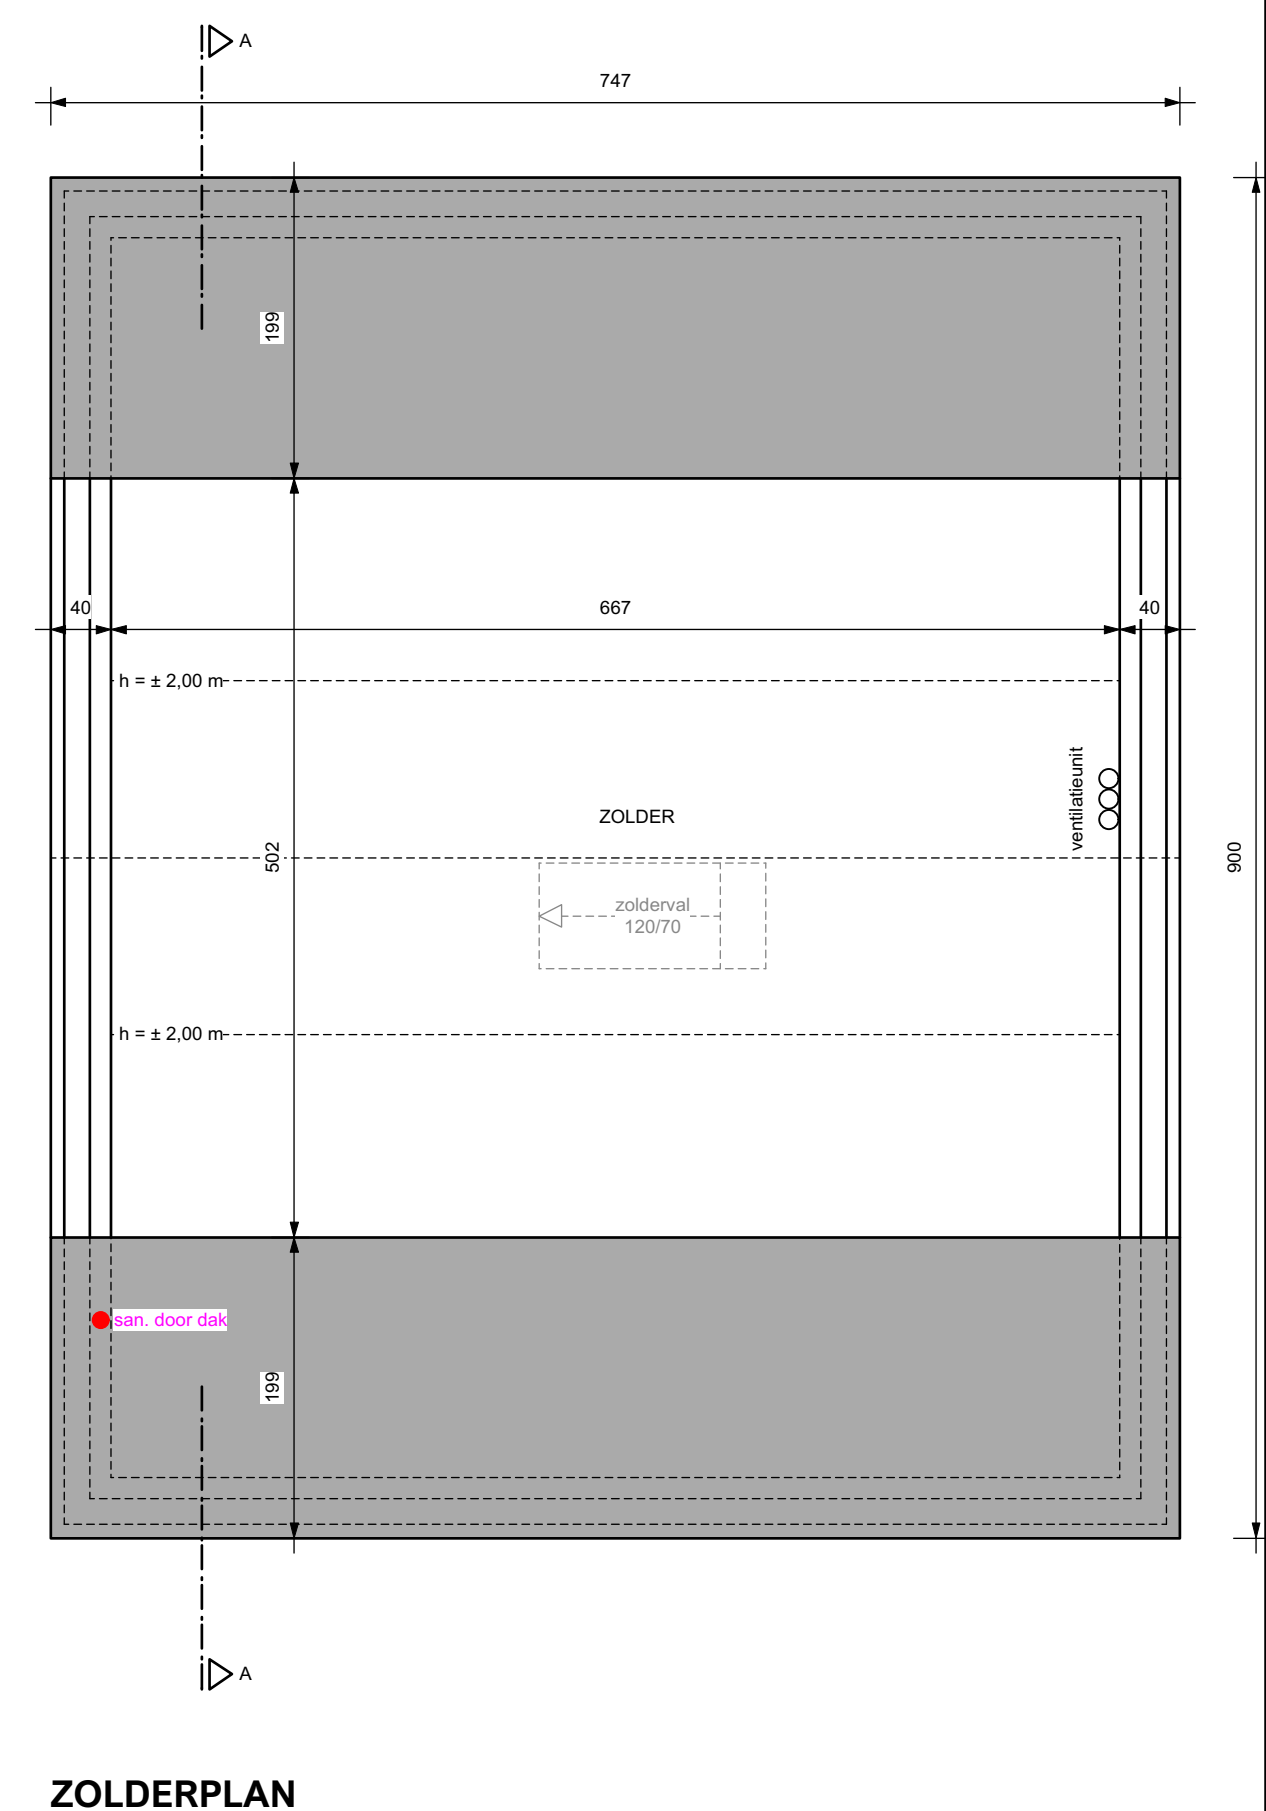 A
747
199
40
667
40
h = ± 2,00 m
ventilatieunit
ZOLDER
502
900
zolderval
120/70
h = ± 2,00 m
san. door dak
199
A
ZOLDERPLAN